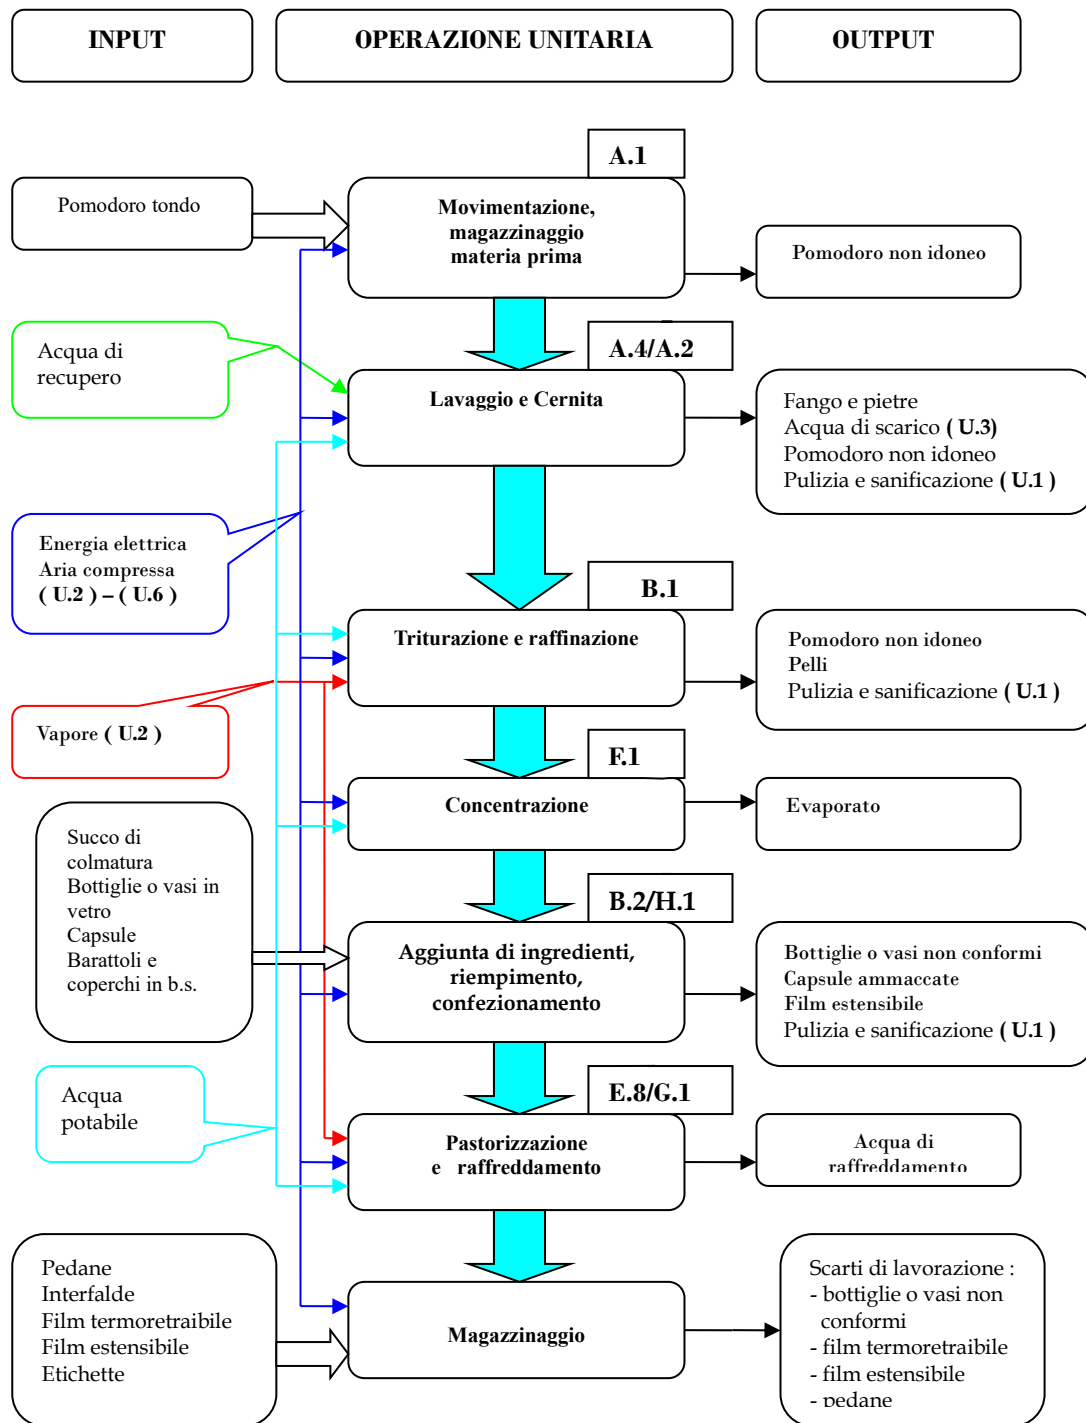 INPUT
OPERAZIONE UNITARIA
OUTPUT
A.1
Pomodoro tondo
Movimentazione,
magazzinaggio
materia prima
Pomodoro non idoneo
A.4/A.2
Acqua di
recupero
Lavaggio e Cernita
Fango e pietre
Acqua di scarico ( U.3)
Pomodoro non idoneo
Pulizia e sanificazione ( U.1 )
Energia elettrica
Aria compressa
( U.2 ) – ( U.6 )
B.1
Triturazione e raffinazione
Pomodoro non idoneo
Pelli
Pulizia e sanificazione ( U.1 )
Vapore ( U.2 )
F.1
Concentrazione
Evaporato
Succo di
colmatura
Bottiglie o vasi in
vetro
Capsule
Barattoli e
coperchi in b.s.
B.2/H.1
Aggiunta di ingredienti,
riempimento,
confezionamento
Bottiglie o vasi non conformi
Capsule ammaccate
Film estensibile
Pulizia e sanificazione ( U.1 )
Acqua
potabile
E.8/G.1
Pastorizzazione
e raffreddamento
Acqua di
raffreddamento
Pedane
Interfalde
Film termoretraibile
Film estensibile
Etichette
Magazzinaggio
Scarti di lavorazione :
- bottiglie o vasi non
conformi
- film termoretraibile
- film estensibile
- pedane